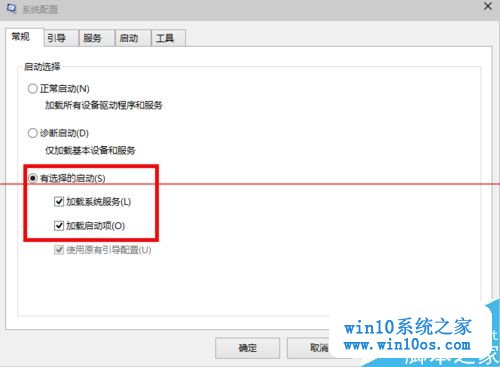 系统配置
常规 引导 服务 启动 工具
启动选择
正常启动(N)
加载所有设备驱动程序和服务
诊断启动(D)
仅加载基本设备和服务
有选择的启动(S)
加载系统服务(L)
加载启动项(O)
使用原有引导配置(U)
确定 取消
win10系统之家
www.win10os.com
脚本之家